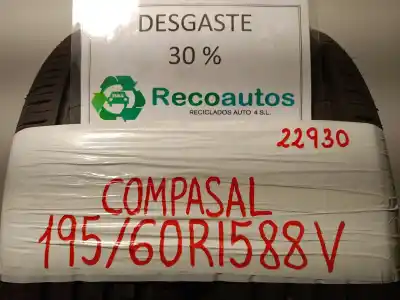 DESGASTE
30 %
Recoautos
RECICLADOS AUTO 4 S.L.
22930
COMPASAL
195/60R1588V